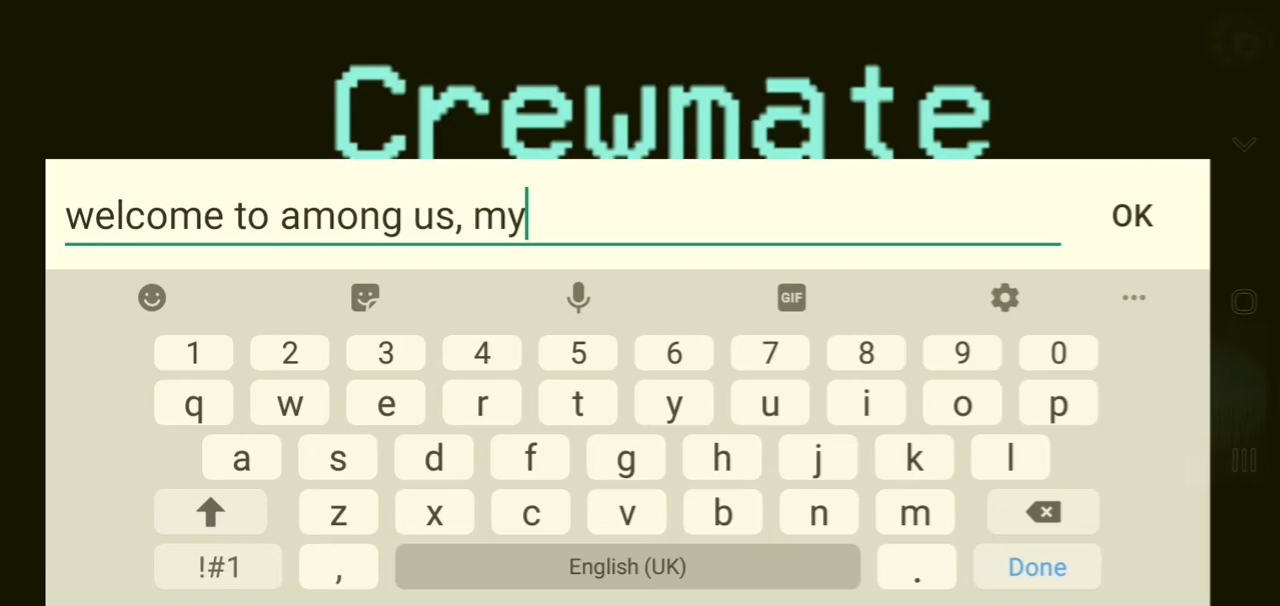 Crewmate
welcome to among us, my
OK
GIF
1 2 3 4 5 6 7 8 9 0
q w e r t y u i o p
a s d f g h j k l
z x c v b n m
!#1 , English (UK) . Done